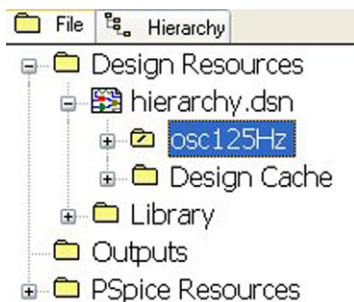 File Hierarchy
Design Resources
hierarchy.dsn
osc125Hz
Design Cache
Library
Outputs
PSpice Resources